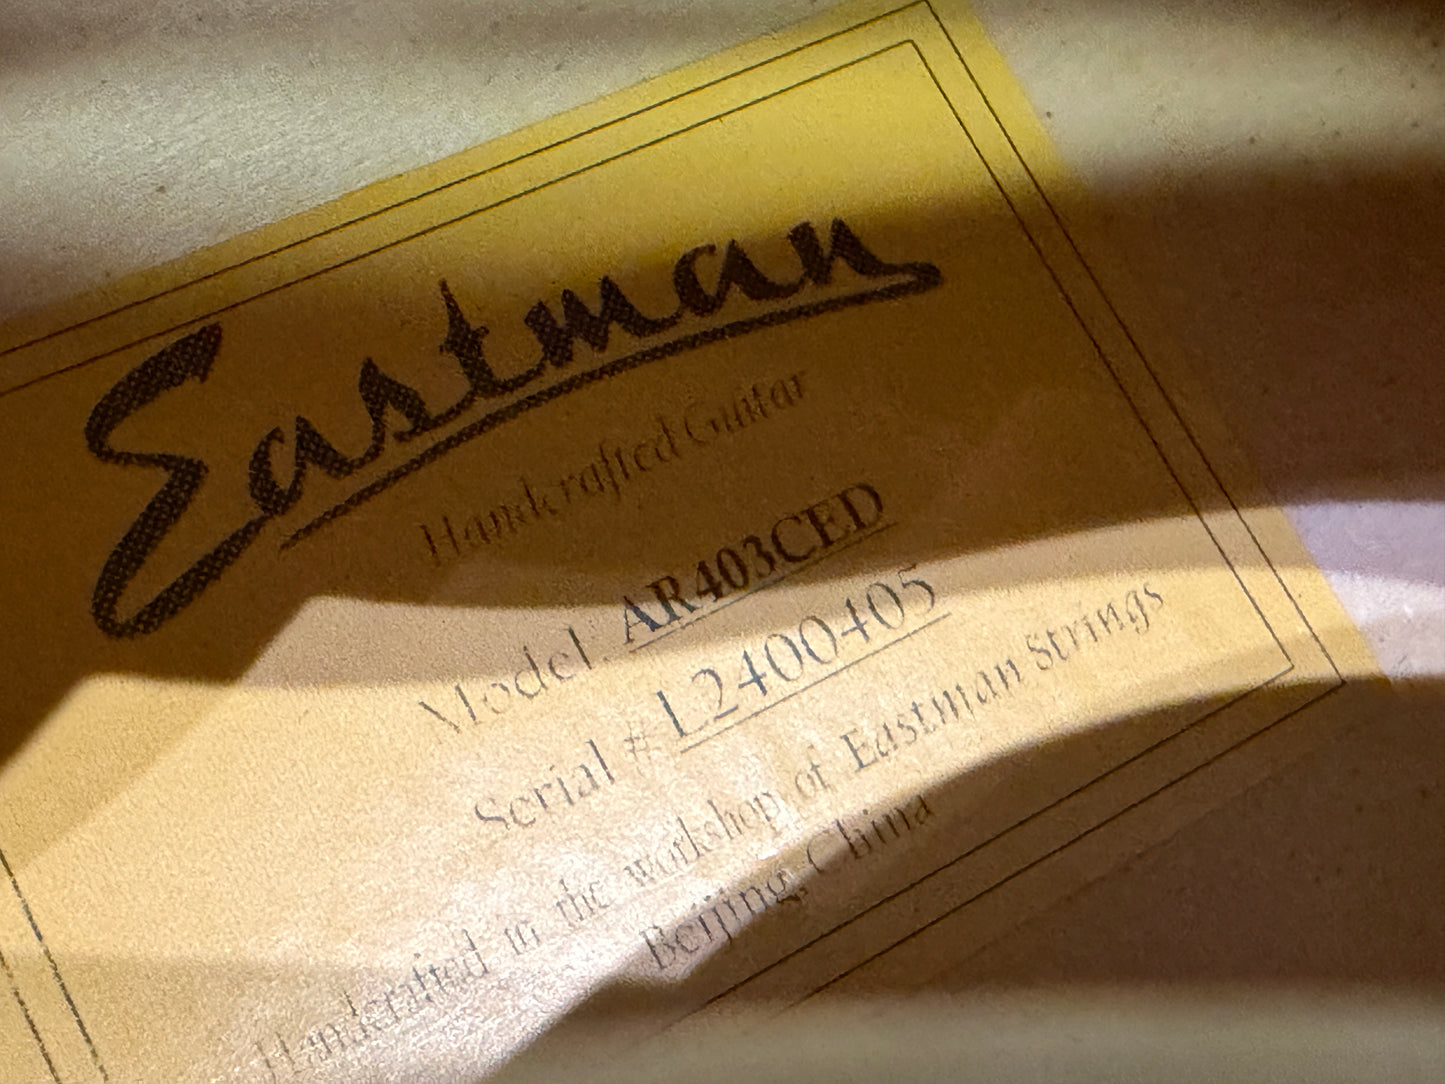 Eastman
Handcrafted Guitar
Model. AR403CED
Serial # L2400405
Handcrafted in the workshop of Eastman Strings
Beijing, China